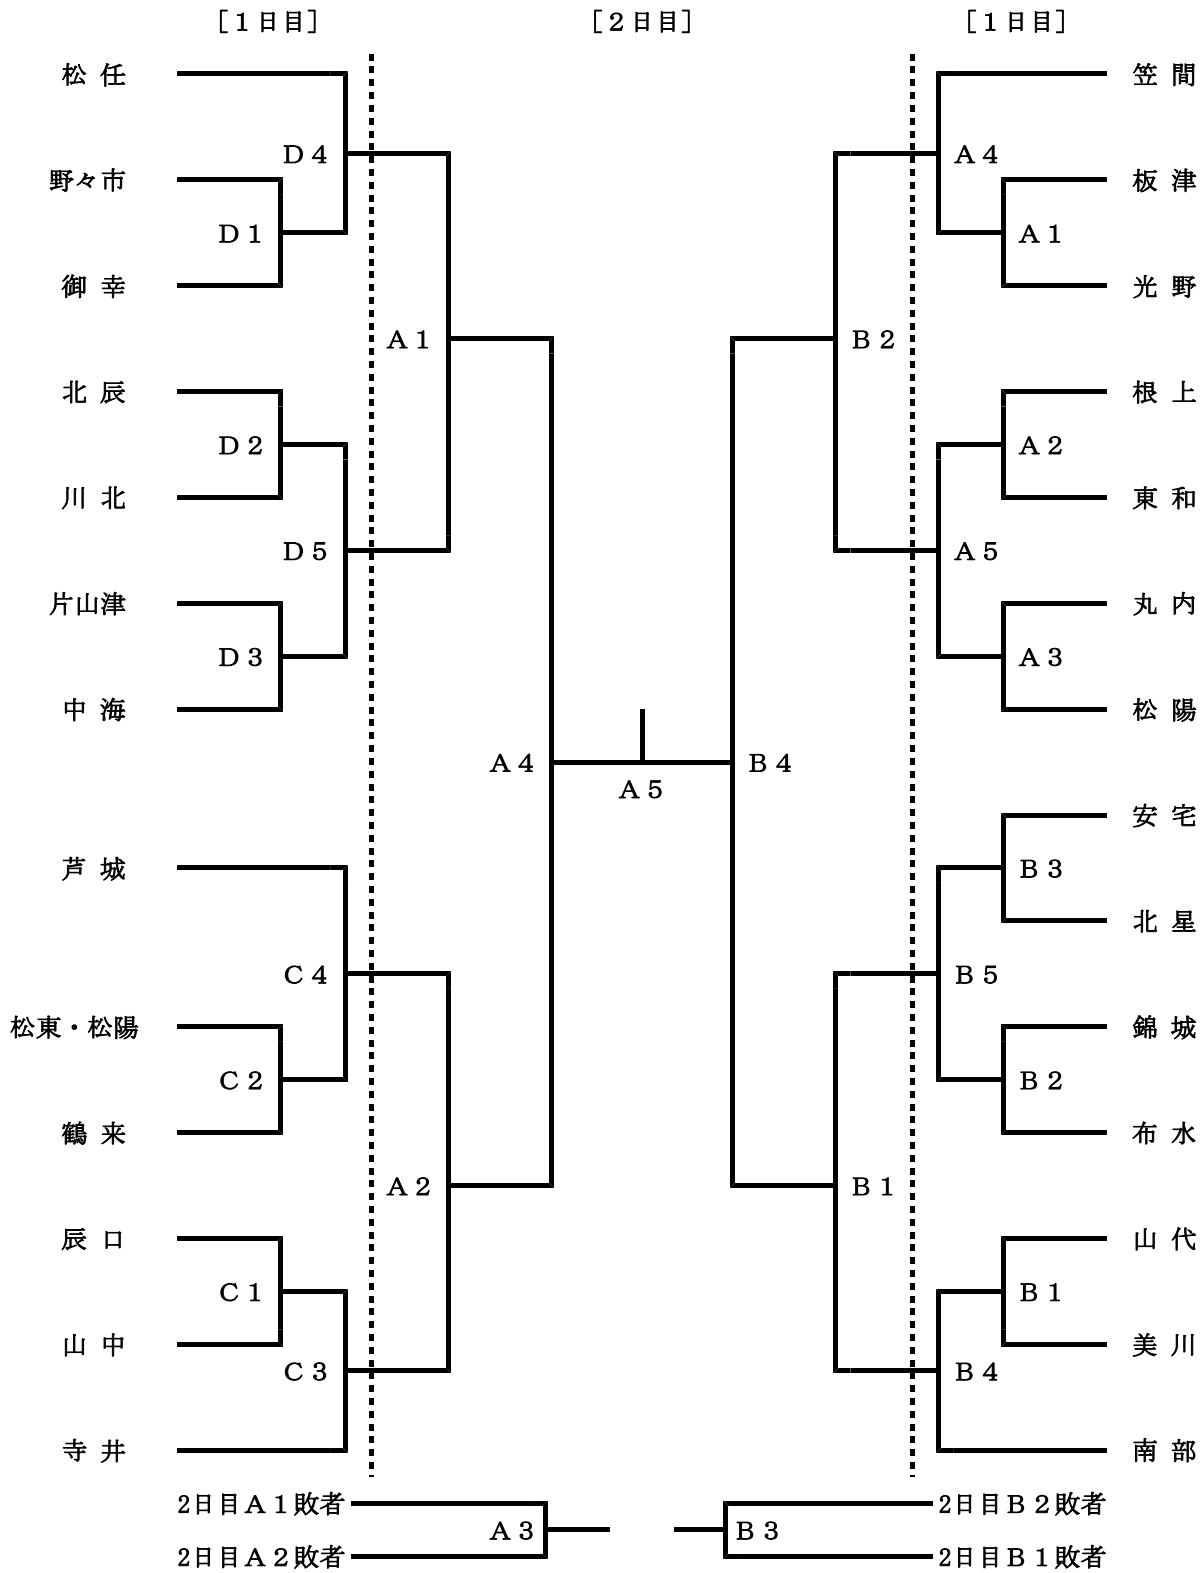 ［１日目］ ［２日目］ ［１日目］
松 任 笠 間
Ｄ４ Ａ４
野々市 板 津
Ｄ１ Ａ１
御 幸 光 野
Ａ１ Ｂ２
北 辰 根 上
Ｄ２ Ａ２
川 北 東 和
Ｄ５ Ａ５
片山津 丸 内
Ｄ３ Ａ３
中 海 松 陽
Ａ４ Ｂ４
Ａ５
安 宅
芦 城 Ｂ３
北 星
Ｃ４ Ｂ５
松東・松陽 錦 城
Ｃ２ Ｂ２
鶴 来 布 水
Ａ２ Ｂ１
辰 口 山 代
Ｃ１ Ｂ１
山 中 美 川
Ｃ３ Ｂ４
寺 井 南 部
2日目Ａ１敗者 2日目Ｂ２敗者
Ａ３ Ｂ３
2日目Ａ２敗者 2日目Ｂ１敗者